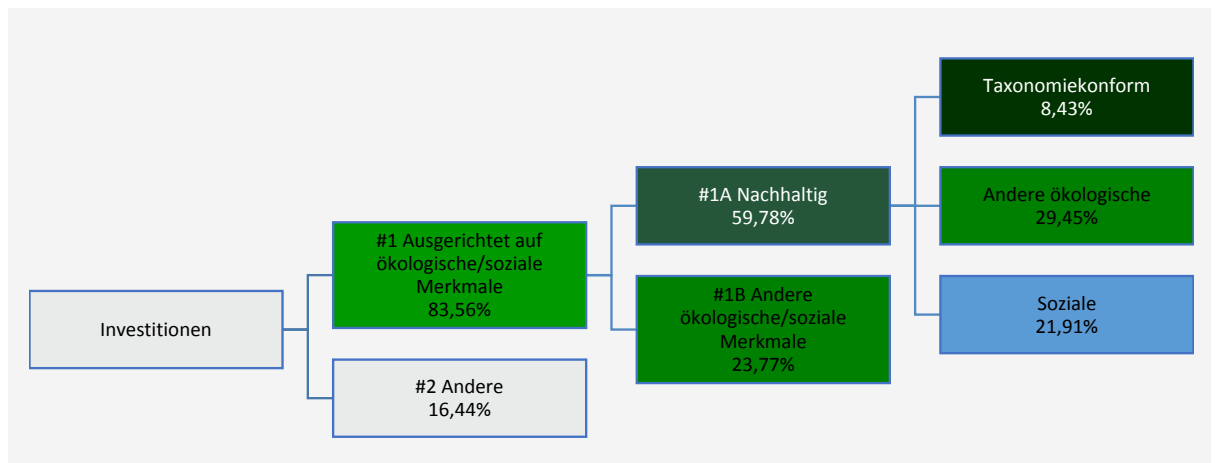 Investitionen
#1 Ausgerichtet auf
ökologische/soziale
Merkmale
83,56%
#2 Andere
16,44%
#1A Nachhaltig
59,78%
#1B Andere
ökologische/soziale
Merkmale
23,77%
Taxonomiekonform
8,43%
Andere ökologische
29,45%
Soziale
21,91%